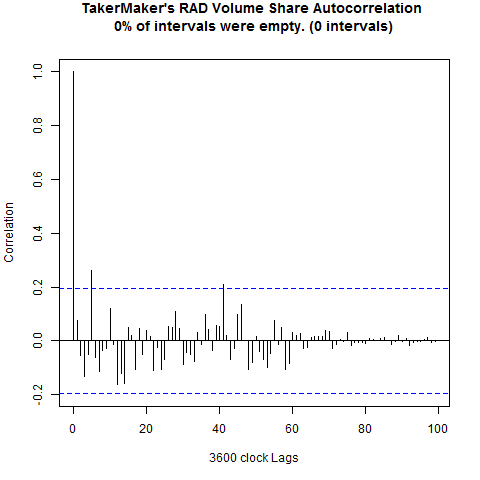 TakerMaker's RAD Volume Share Autocorrelation
0% of intervals were empty. (0 intervals)
1.0
0.8
0.6
0.4
0.2
0.0
-0.2
Correlation
0 20 40 60 80 100
3600 clock Lags